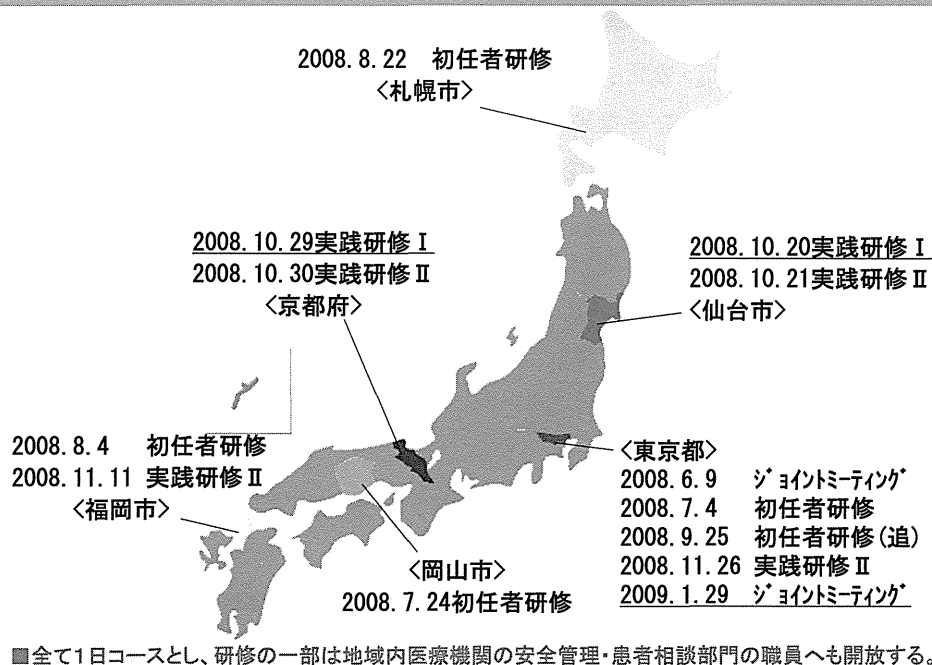 2008.8.22 初任者研修
<札幌市>
2008.10.29実践研修Ⅰ
2008.10.30実践研修Ⅱ
<京都府>
2008.10.20実践研修Ⅰ
2008.10.21実践研修Ⅱ
<仙台市>
2008.8.4 初任者研修
2008.11.11 実践研修Ⅱ
<福岡市>
<岡山市>
2008.7.24初任者研修
<東京都>
2008.6.9 ジョイントミーティング
2008.7.4 初任者研修
2008.9.25 初任者研修(追)
2008.11.26 実践研修Ⅱ
2009.1.29 ジョイントミーティング
■全て1日コースとし、研修の一部は地域内医療機関の安全管理・患者相談部門の職員へも開放する。